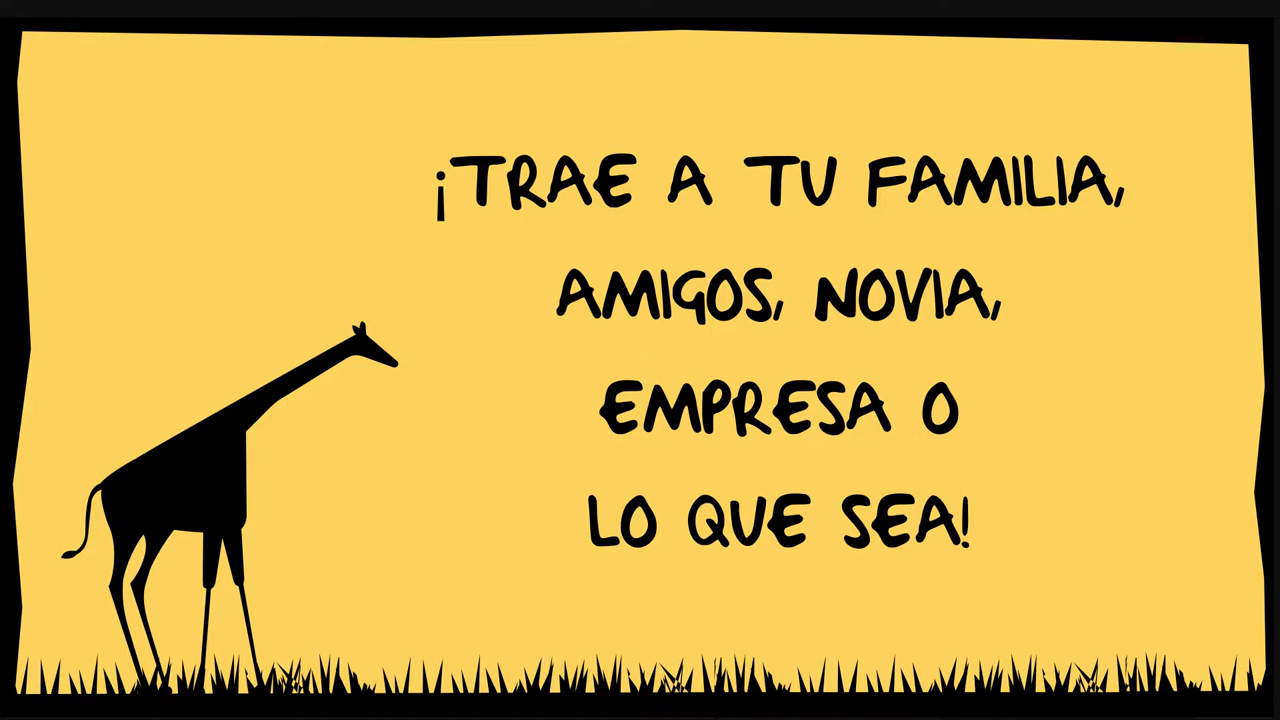 ¡TRAE A TU FAMILIA,
AMIGOS, NOVIA,
EMPRESA O
LO QUE SEA!